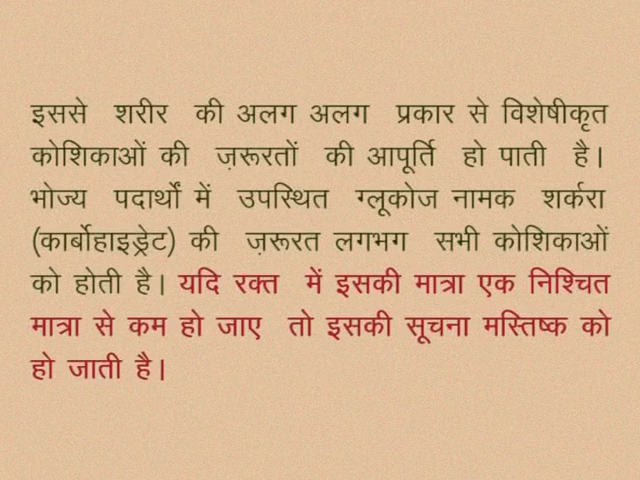 इससे शरीर की अलग अलग प्रकार से विशेषीकृत
कोशिकाओं की ज़रूरतों की आपूर्ति हो पाती है।
भोज्य पदार्थों में उपस्थित ग्लूकोज नामक शर्करा
(कार्बोहाइड्रेट) की ज़रूरत लगभग सभी कोशिकाओं
को होती है। यदि रक्त में इसकी मात्रा एक निश्चित
मात्रा से कम हो जाए तो इसकी सूचना मस्तिष्क को
हो जाती है।